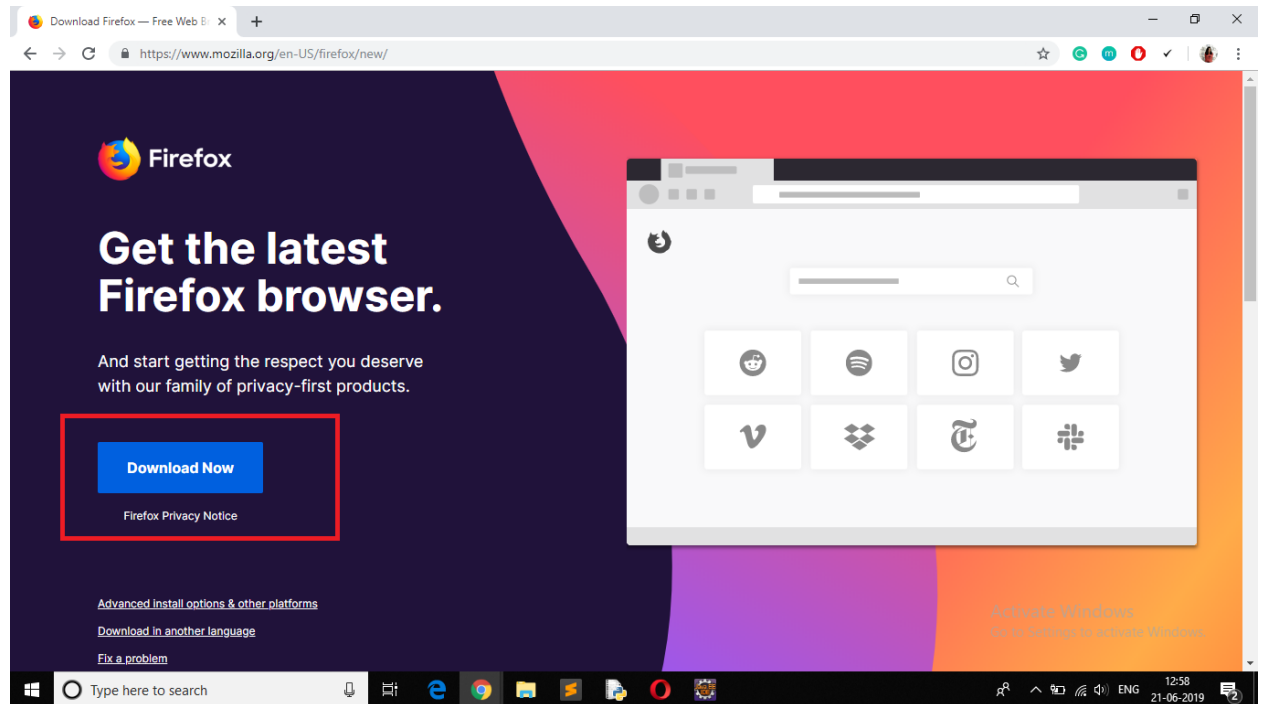 Download Firefox — Free Web B
https://www.mozilla.org/en-US/firefox/new/
Firefox
Get the latest
Firefox browser.
And start getting the respect you deserve
with our family of privacy-first products.
Download Now
Firefox Privacy Notice
Advanced install options & other platforms
Download in another language
Fix a problem
Activate Windows
Go to Settings to activate Windows.
Type here to search
ENG
12:58
21-06-2019
2